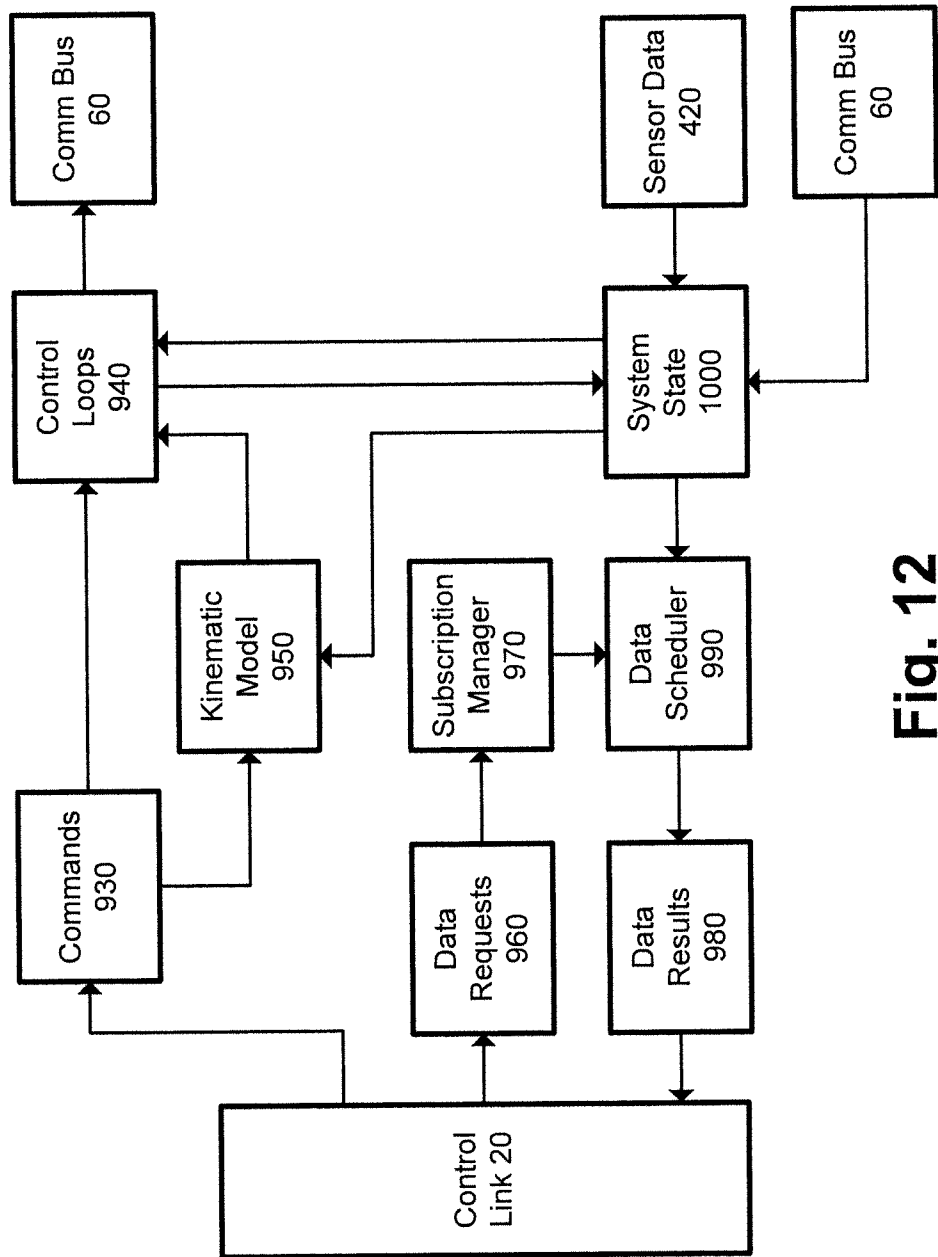 Control
Link 20
Commands
930
Data
Requests
960
Data
Results
980
Kinematic
Model
950
Subscription
Manager
970
Data
Scheduler
990
Control
Loops
940
System
State
1000
Comm Bus
60
Sensor Data
420
Comm Bus
60
Fig. 12